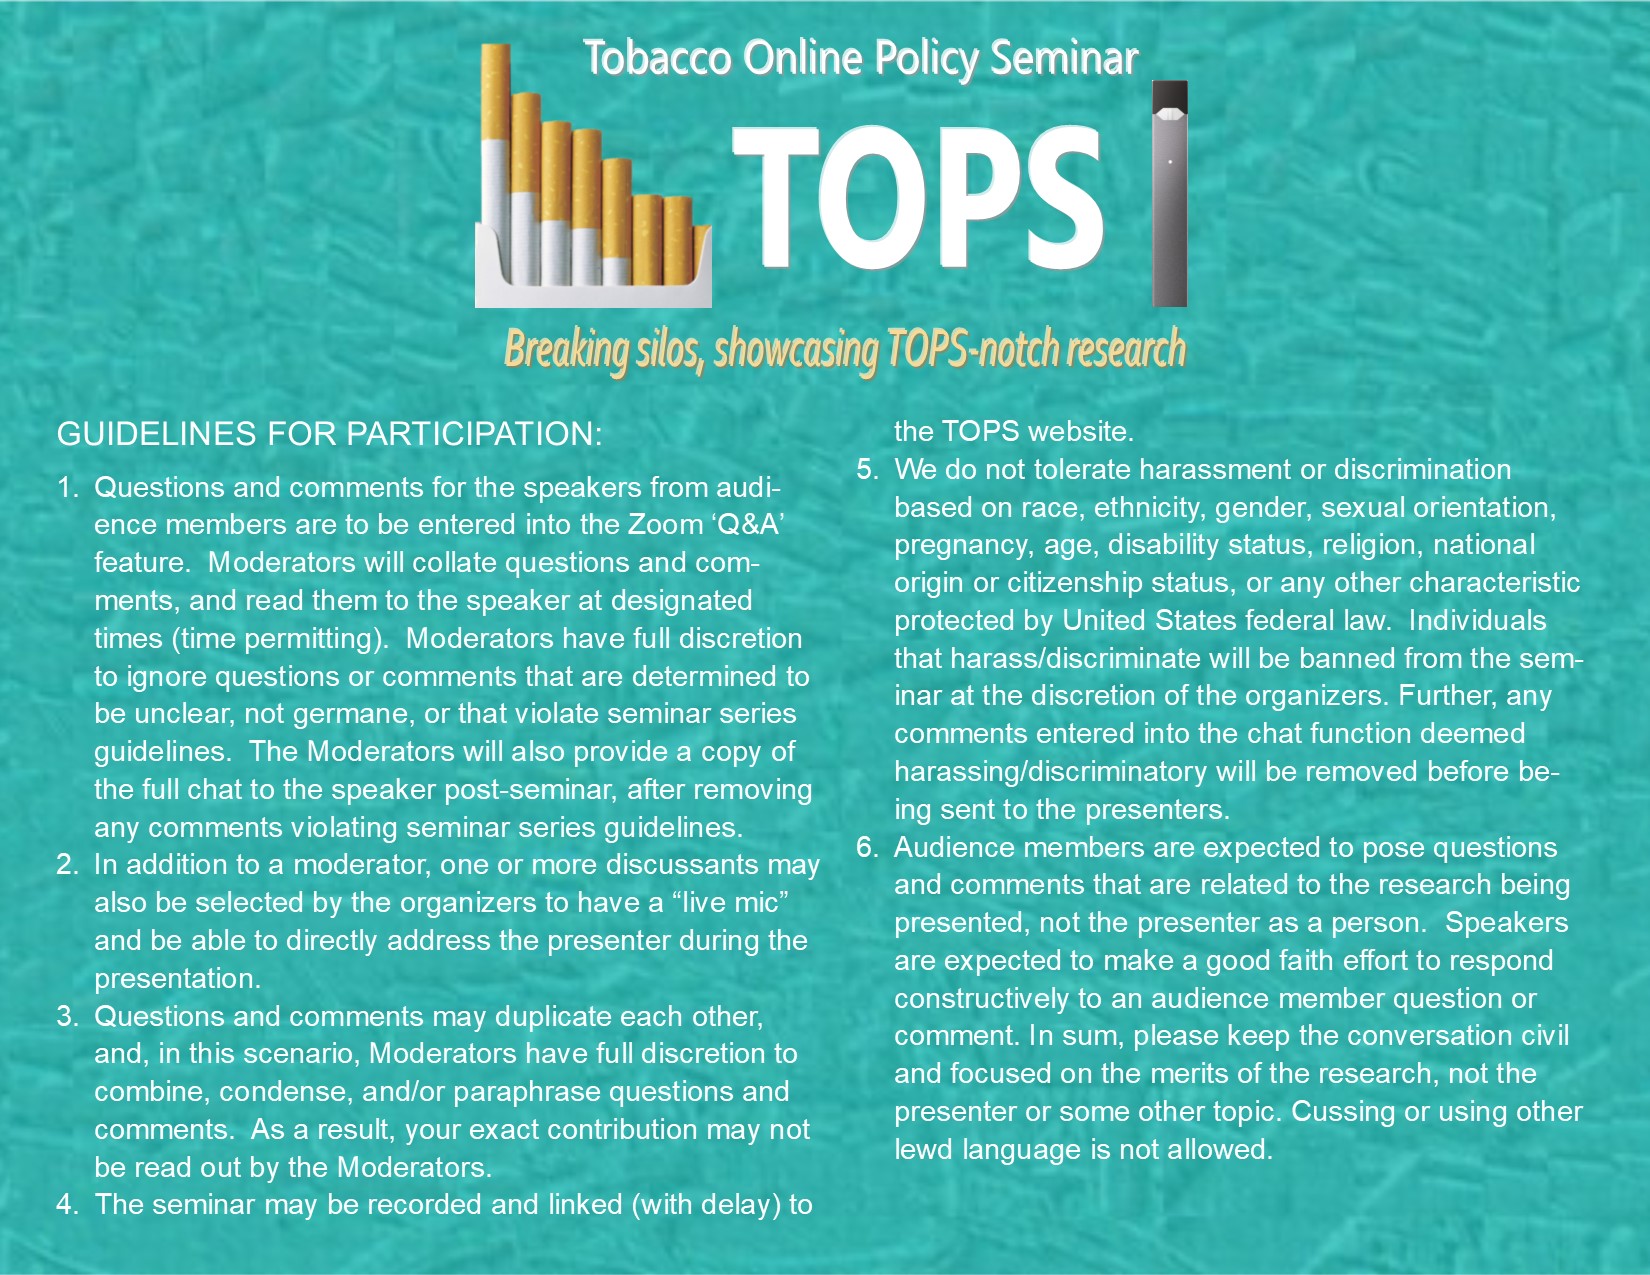 Tobacco Online Policy Seminar
TOPS
Breaking silos, showcasing TOPS-notch research
GUIDELINES FOR PARTICIPATION:
1. Questions and comments for the speakers from audi-
ence members are to be entered into the Zoom ‘Q&A’
feature.  Moderators will collate questions and com-
ments, and read them to the speaker at designated
times (time permitting).  Moderators have full discretion
to ignore questions or comments that are determined to
be unclear, not germane, or that violate seminar series
guidelines.  The Moderators will also provide a copy of
the full chat to the speaker post-seminar, after removing
any comments violating seminar series guidelines.
2. In addition to a moderator, one or more discussants may
also be selected by the organizers to have a “live mic”
and be able to directly address the presenter during the
presentation.
3. Questions and comments may duplicate each other,
and, in this scenario, Moderators have full discretion to
combine, condense, and/or paraphrase questions and
comments.  As a result, your exact contribution may not
be read out by the Moderators.
4. The seminar may be recorded and linked (with delay) to
the TOPS website.
5. We do not tolerate harassment or discrimination
based on race, ethnicity, gender, sexual orientation,
pregnancy, age, disability status, religion, national
origin or citizenship status, or any other characteristic
protected by United States federal law.  Individuals
that harass/discriminate will be banned from the sem-
inar at the discretion of the organizers. Further, any
comments entered into the chat function deemed
harassing/discriminatory will be removed before be-
ing sent to the presenters.
6. Audience members are expected to pose questions
and comments that are related to the research being
presented, not the presenter as a person.  Speakers
are expected to make a good faith effort to respond
constructively to an audience member question or
comment. In sum, please keep the conversation civil
and focused on the merits of the research, not the
presenter or some other topic. Cussing or using other
lewd language is not allowed.